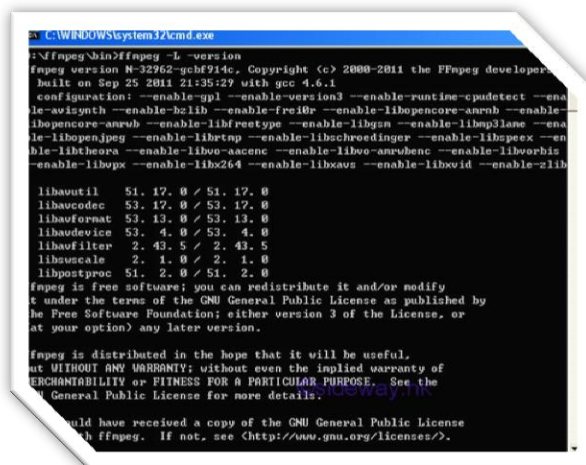 C:\WINDOWS\system32\cmd.exe
:\ffmpeg\bin>ffmpeg -L -version
fmpeg version N-32962-gcbf914c, Copyright (c) 2000-2011 the FFmpeg developers
built on Sep 25 2011 21:35:29 with gcc 4.6.1
configuration: --enable-gpl --enable-version3 --enable-runtime-cpudetect --ena
le-avisynth --enable-bzlib --enable-frei0r --enable-libopencore-amrnb --enable-
libopencore-amrwb --enable-libfreetype --enable-libgsm --enable-libmp3lame --ena
ble-libopenjpeg --enable-librtmp --enable-libschroedinger --enable-libspeex --en
ble-libtheora --enable-libvo-aacenc --enable-libvo-amrwbenc --enable-libvorbis
--enable-libvpx --enable-libx264 --enable-libxavs --enable-libxvid --enable-zlib
libavutil 51. 17. 0 / 51. 17. 0
libavcodec 53. 17. 0 / 53. 17. 0
libavformat 53. 13. 0 / 53. 13. 0
libavdevice 53. 4. 0 / 53. 4. 0
libavfilter 2. 43. 5 / 2. 43. 5
libswscale 2. 1. 0 / 2. 1. 0
libpostproc 51. 2. 0 / 51. 2. 0
fmpeg is free software; you can redistribute it and/or modify
t under the terms of the GNU General Public License as published by
he Free Software Foundation; either version 3 of the License, or
at your option) any later version.
fmpeg is distributed in the hope that it will be useful,
ut WITHOUT ANY WARRANTY; without even the implied warranty of
MERCHANTABILITY or FITNESS FOR A PARTICULAR PURPOSE. See the
U General Public License for more details.
uld have received a copy of the GNU General Public License
h ffmpeg. If not, see <http://www.gnu.org/licenses/>.